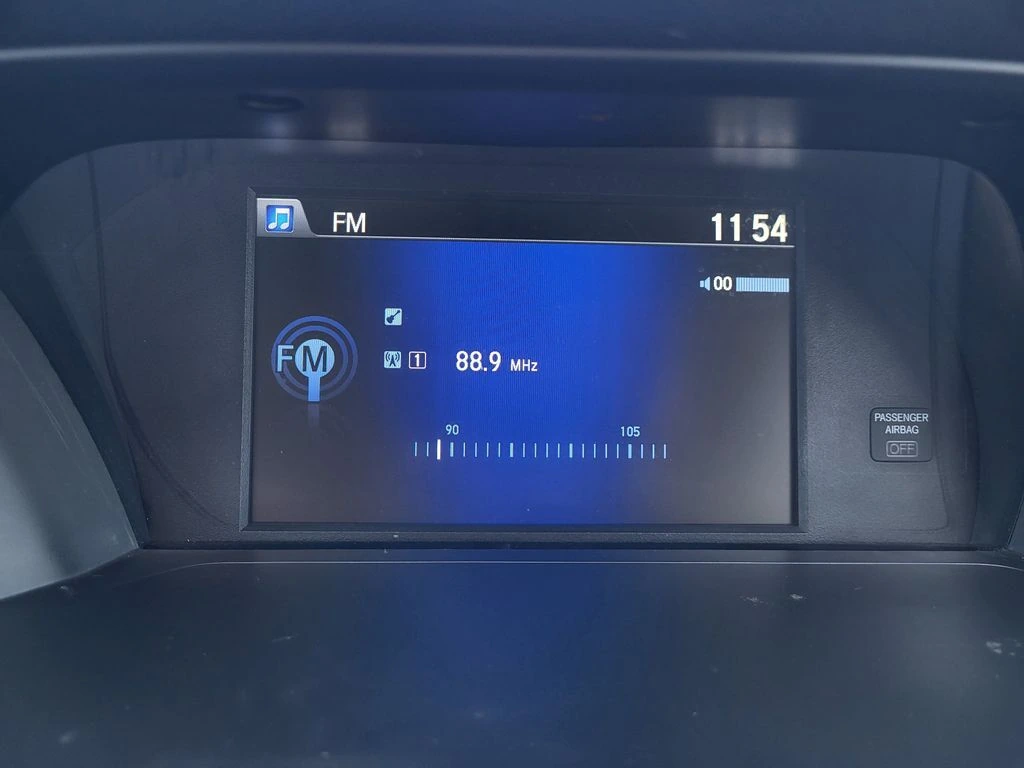 FM
11 54
00
FM
1 88.9 MHz
90 105
PASSENGER
AIRBAG
OFF